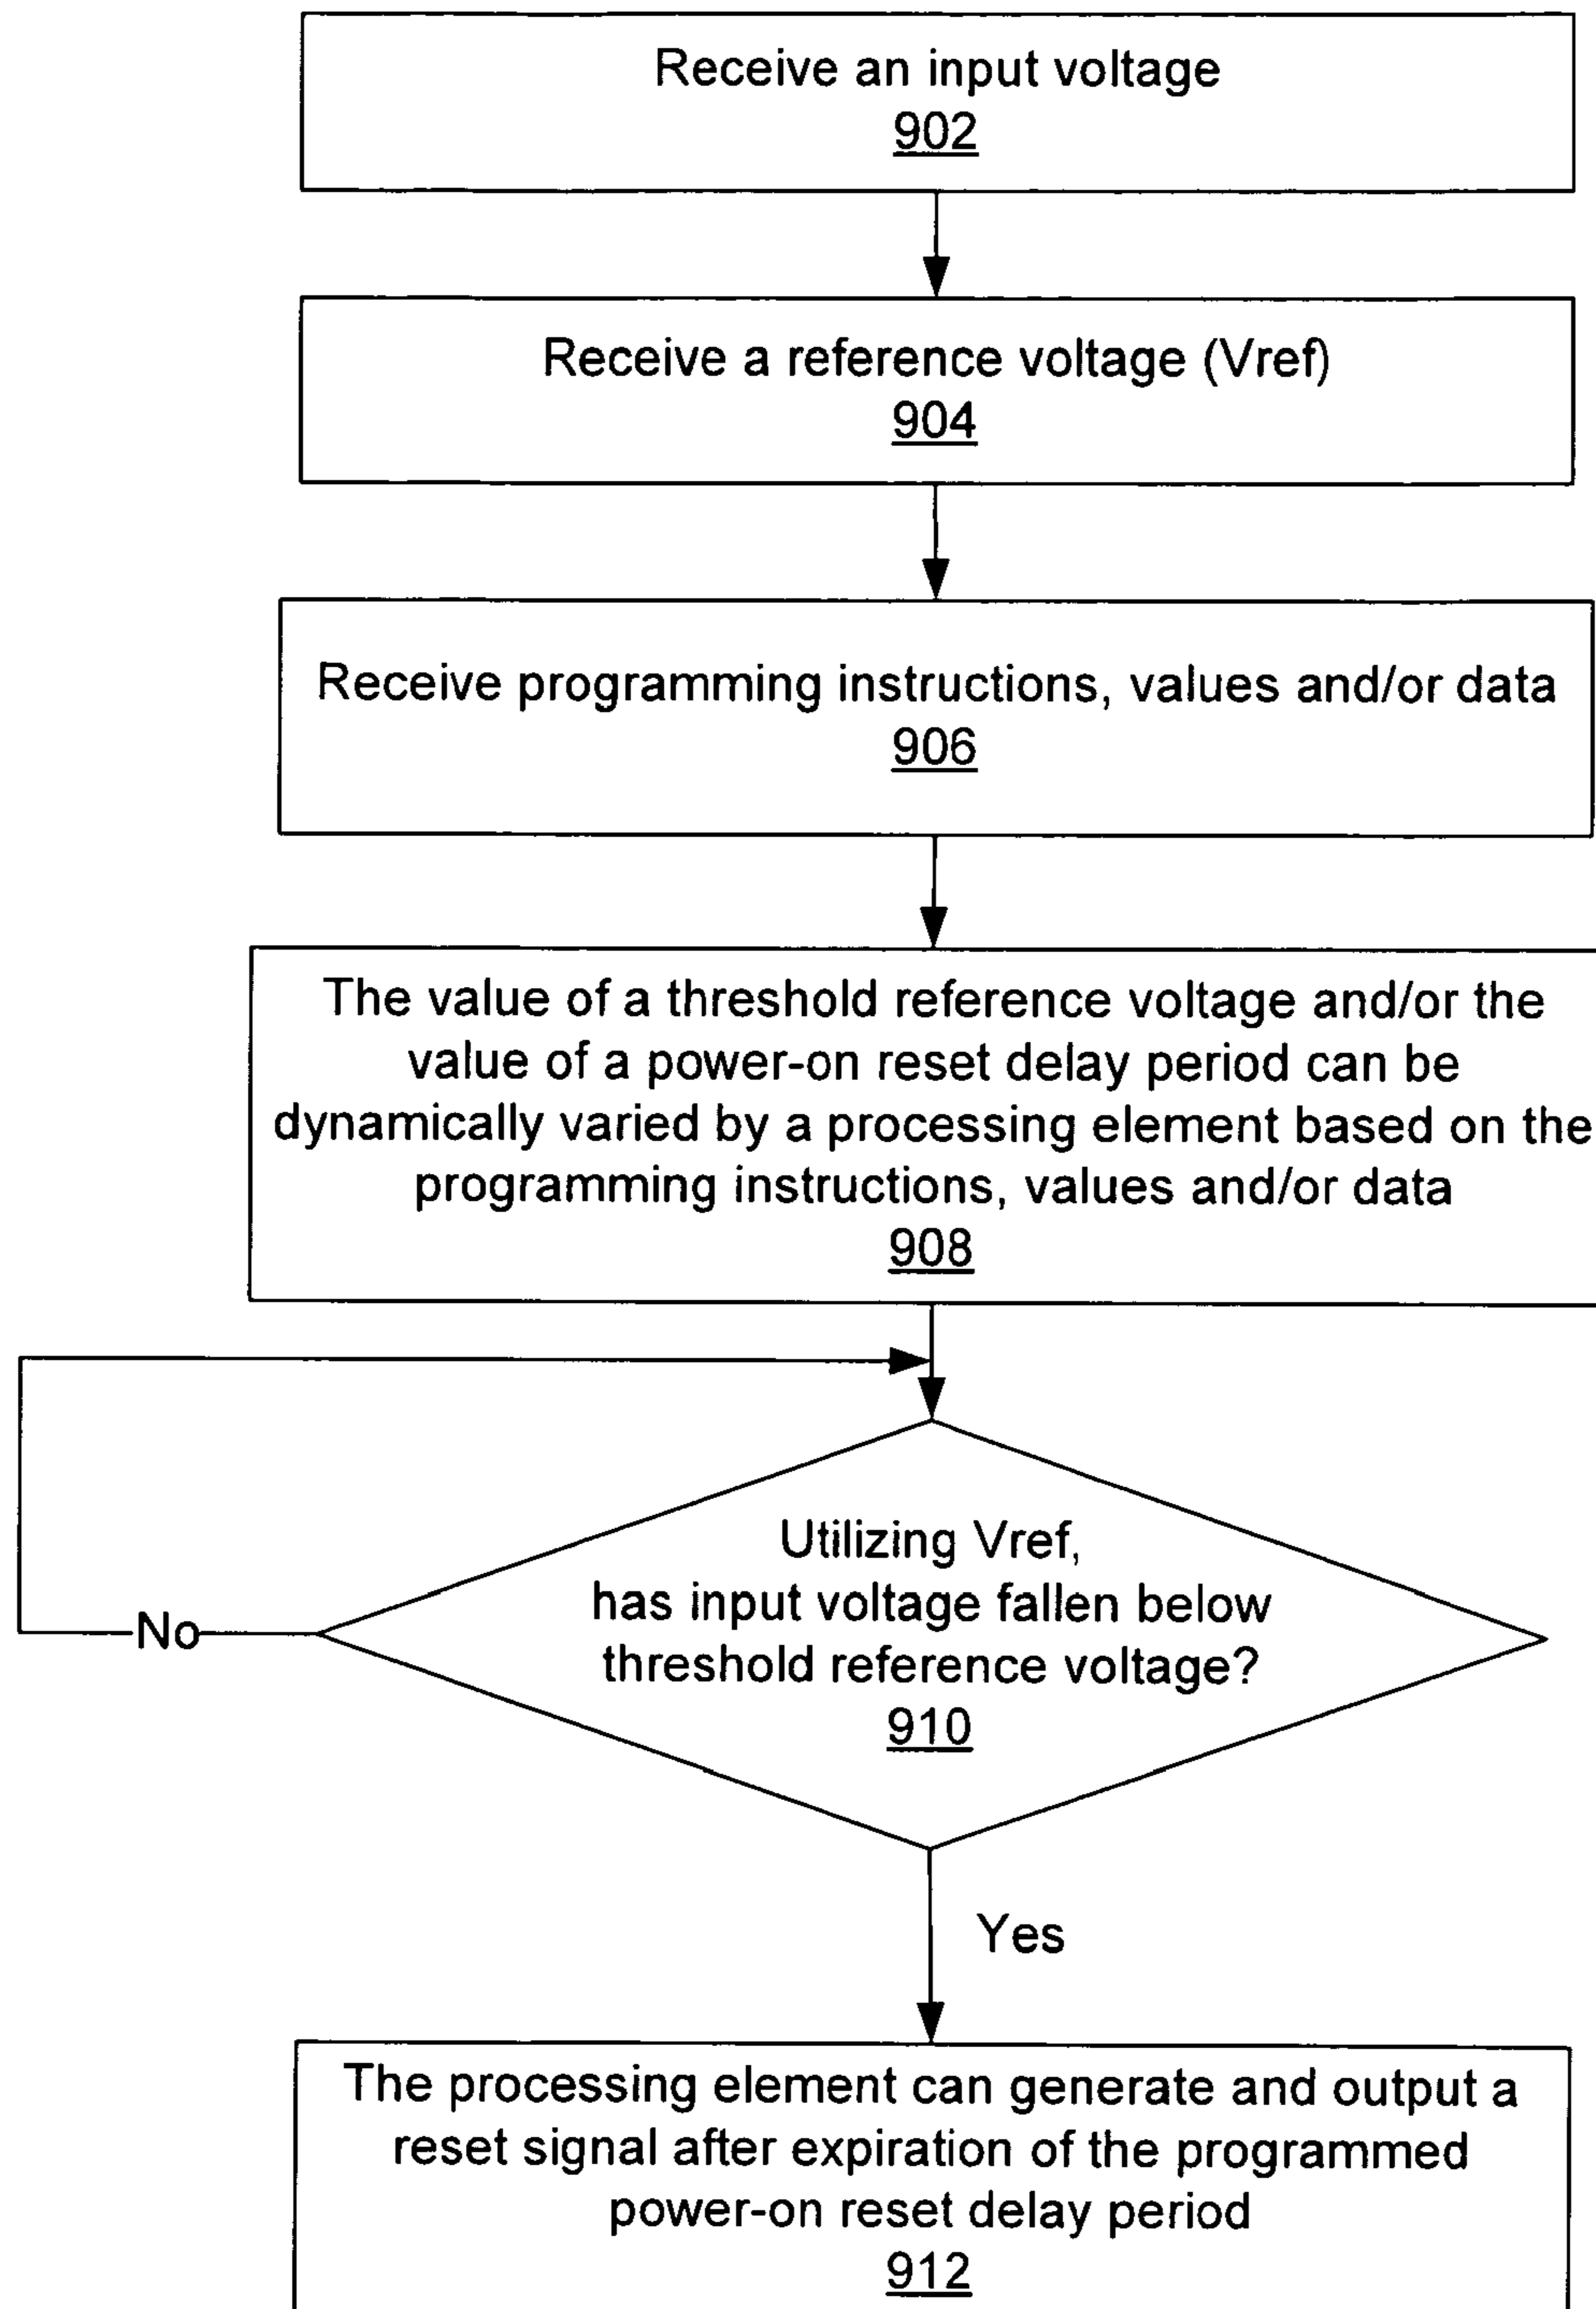 Receive an input voltage
902
Receive a reference voltage (Vref)
904
Receive programming instructions, values and/or data
906
The value of a threshold reference voltage and/or the
value of a power-on reset delay period can be
dynamically varied by a processing element based on the
programming instructions, values and/or data
908
Utilizing Vref,
has input voltage fallen below
threshold reference voltage?
910
No
Yes
The processing element can generate and output a
reset signal after expiration of the programmed
power-on reset delay period
912